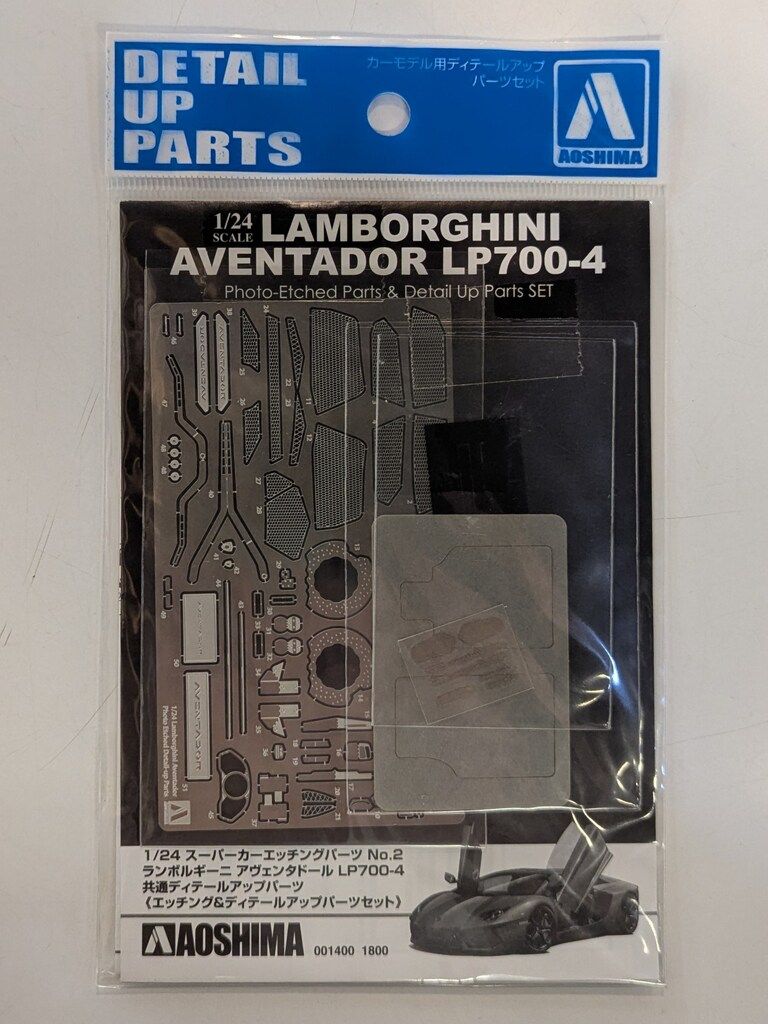 DETAIL
UP
PARTS
カーモデル用ディテールアップ
パーツセット
AOSHIMA
1/24
SCALE
LAMBORGHINI
AVENTADOR LP700-4
Photo-Etched Parts & Detail Up Parts SET
AVENTADOR
AVENTADOR
AVENTADOR
AVENTADOR
1/24 Lamborghini Aventador
Photo Etched Detail-up Parts
1/24 スーパーカーエッチングパーツ No.2
ランボルギーニ アヴェンタドール LP700-4
共通ディテールアップパーツ
《エッチング&ディテールアップパーツセット》
AOSHIMA
001400 1800